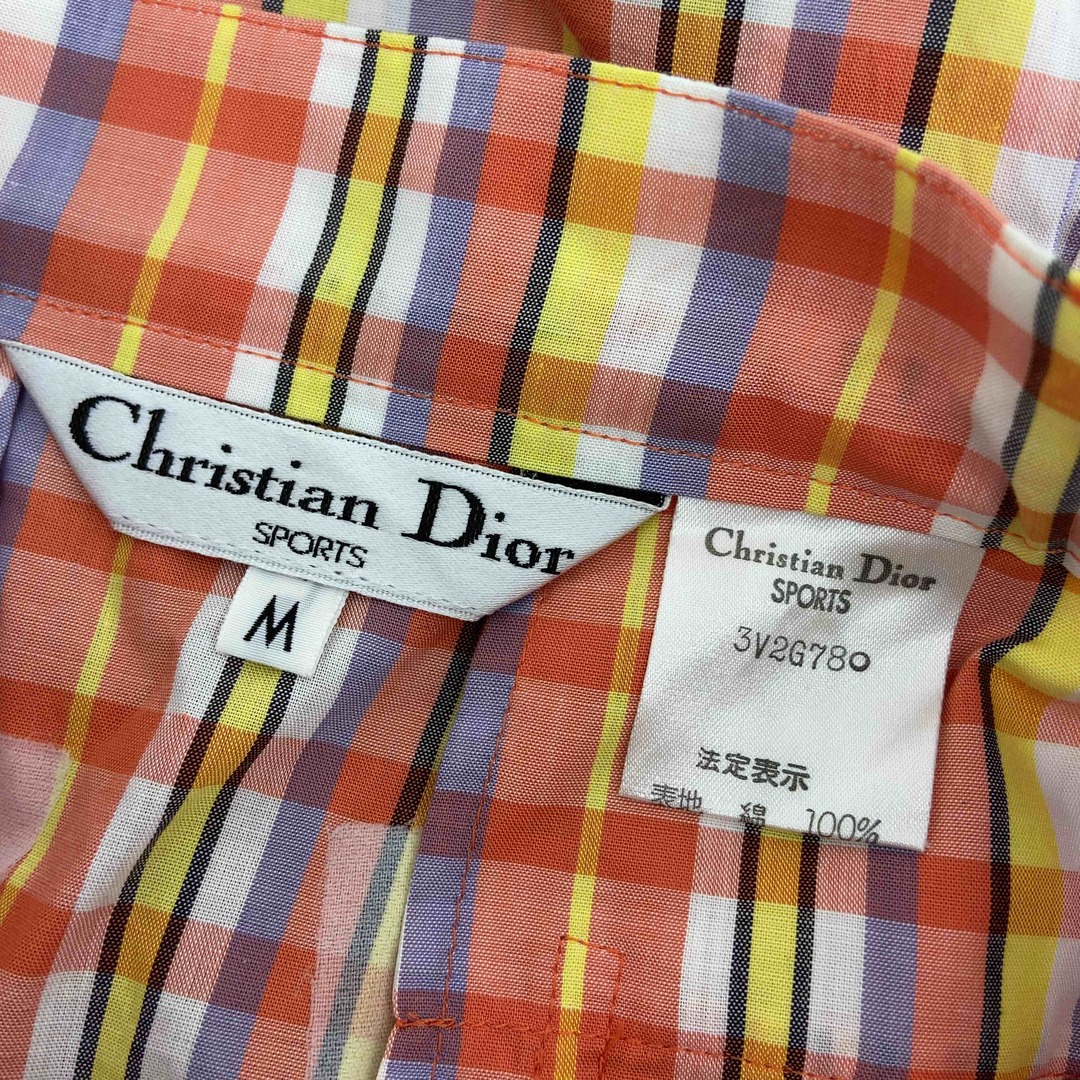 Christian Dior
SPORTS
M
Christian Dior
SPORTS
3V2G780
法定表示
表地 綿 100%